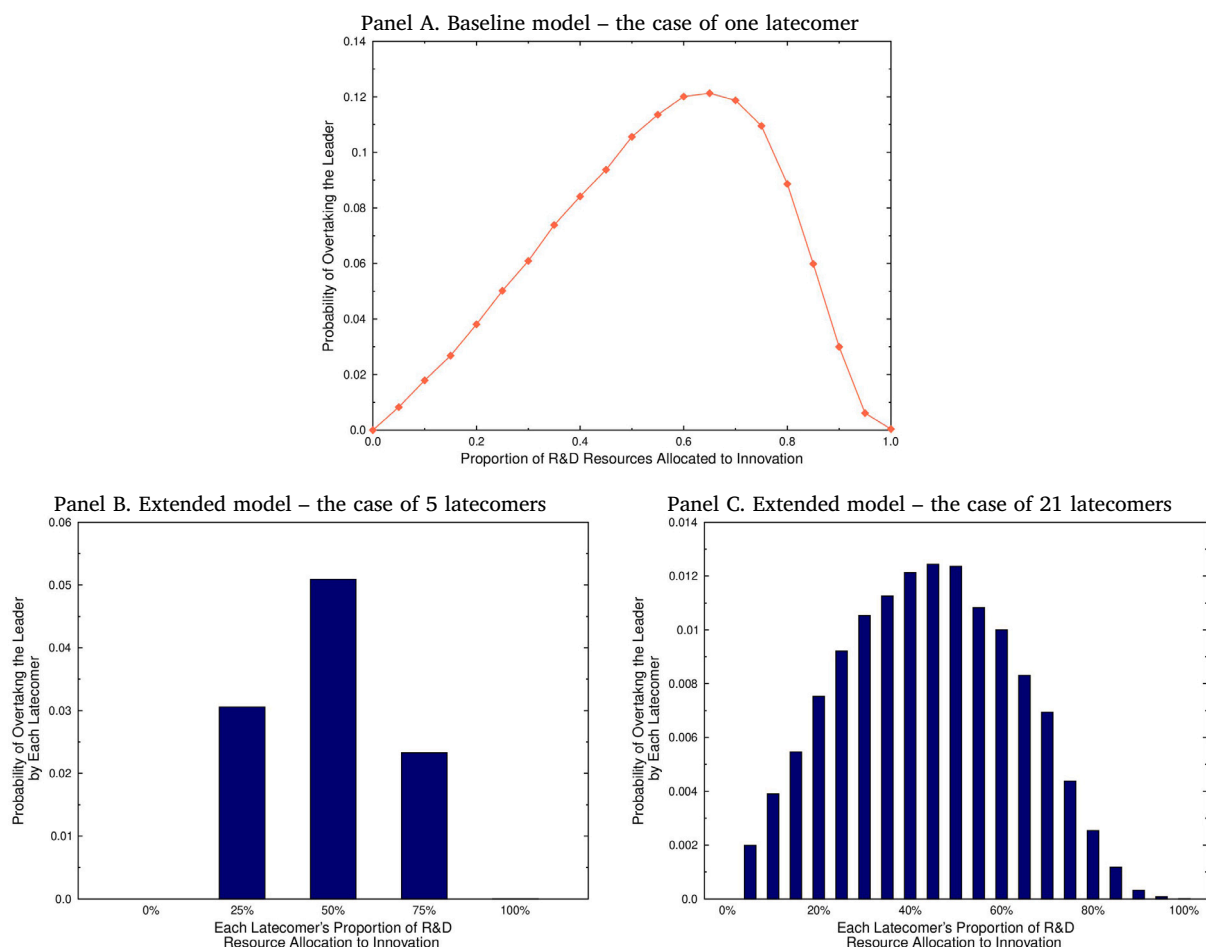 Panel A. Baseline model – the case of one latecomer
0.14
0.12
0.1
0.08
0.06
0.04
0.02
0.0
Probability of Overtaking the Leader
0.0 0.2 0.4 0.6 0.8 1.0
Proportion of R&D Resources Allocated to Innovation
Panel B. Extended model – the case of 5 latecomers
0.06
0.05
0.04
0.03
0.02
0.01
0.0
Probability of Overtakng the Leader
by Each Latecomer
0% 25% 50% 75% 100%
Each Latecomer's Proportion of R&D
Resource Allocation to Innovation
Panel C. Extended model – the case of 21 latecomers
0.014
0.012
0.01
0.008
0.006
0.004
0.002
0.0
Probability of Overtakng the Leader
by Each Latecomer
0% 20% 40% 60% 80% 100%
Each Latecomer's Proportion of R&D
Resource Allocation to Innovation